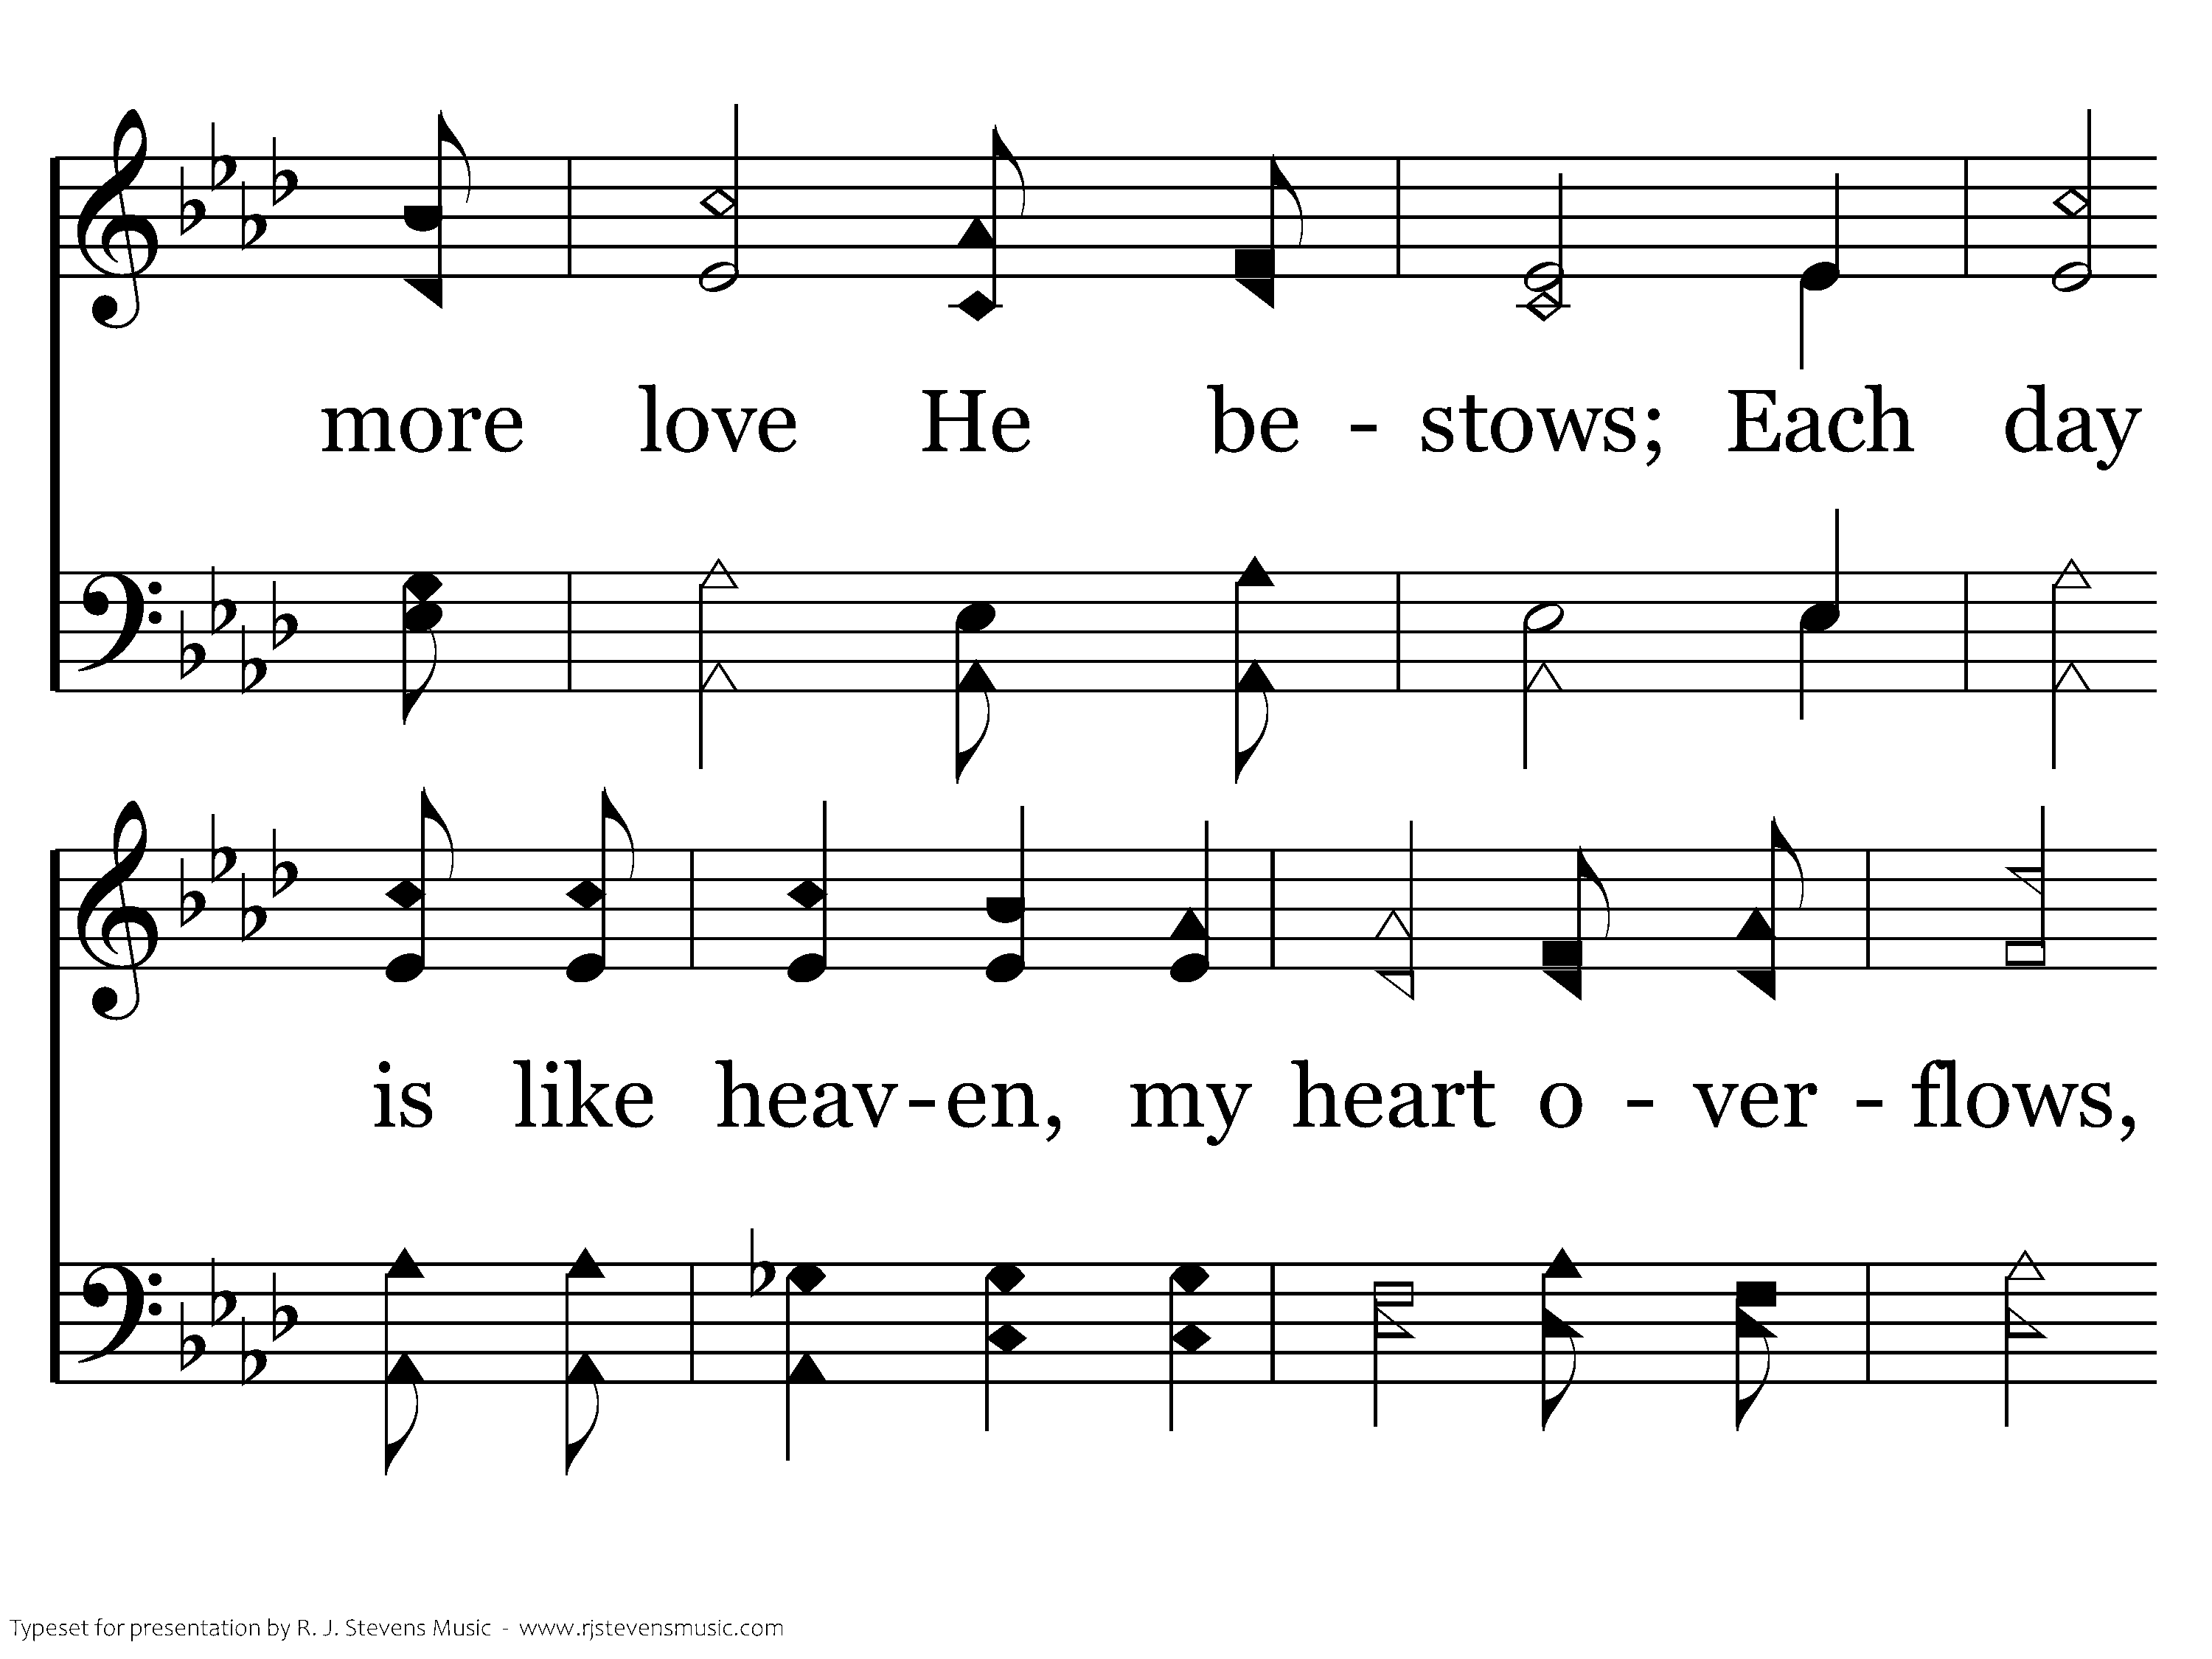 more love He be - stows; Each day
is like heav-en, my heart o - ver - flows,
Typeset for presentation by R. J. Stevens Music - www.rjstevensmusic.com